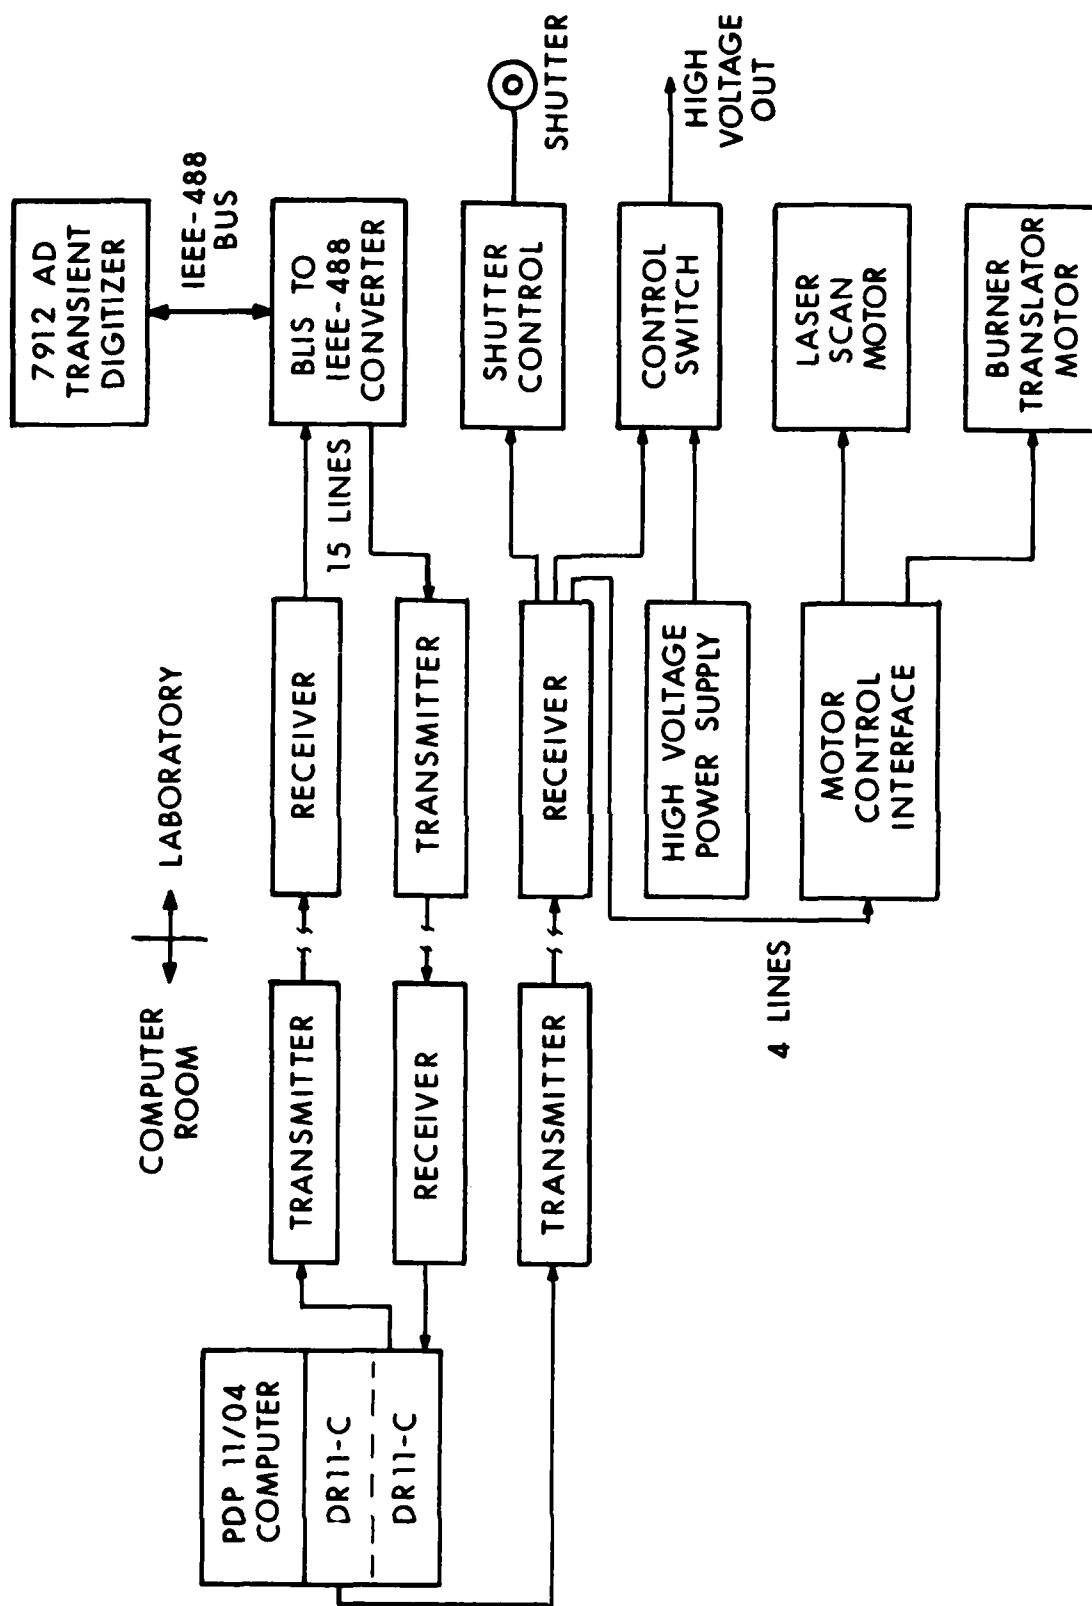 COMPUTER
ROOM
LABORATORY
PDP 11/04
COMPUTER
DR11-C
DR11-C
TRANSMITTER
RECEIVER
15 LINES
RECEIVER
TRANSMITTER
TRANSMITTER
RECEIVER
4 LINES
7912 AD
TRANSIENT
DIGITIZER
IEEE-488
BUS
BLIS TO
IEEE-488
CONVERTER
SHUTTER
CONTROL
SHUTTER
HIGH VOLTAGE
POWER SUPPLY
CONTROL
SWITCH
HIGH
VOLTAGE
OUT
MOTOR
CONTROL
INTERFACE
LASER
SCAN
MOTOR
BURNER
TRANSLATOR
MOTOR